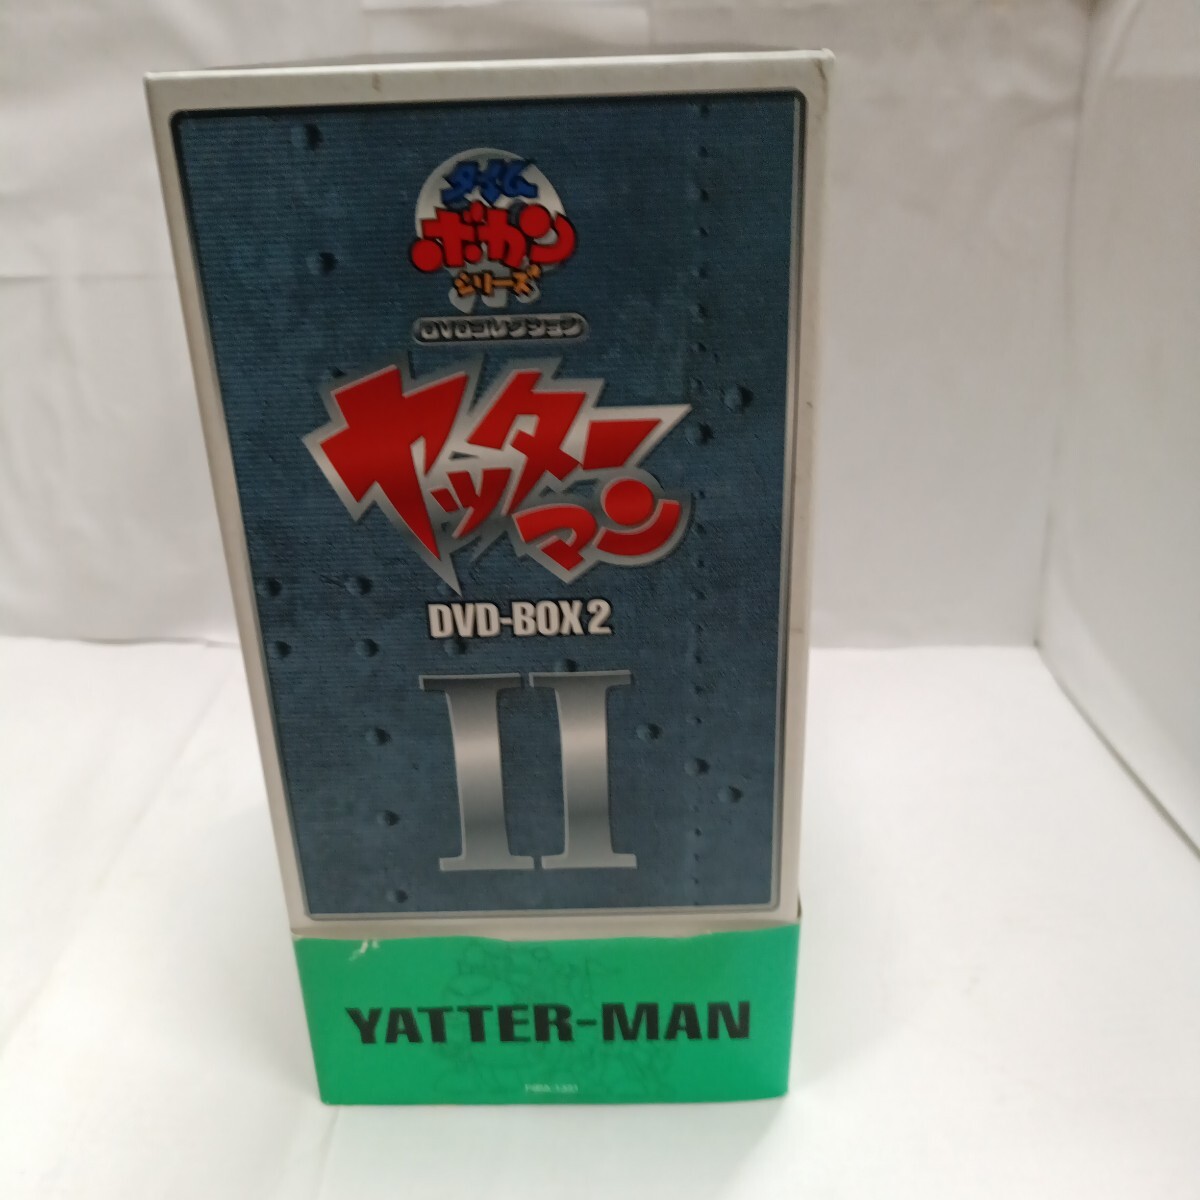 タイム
ボカン
シリーズ
DVDコレクション
ヤッター
マン
DVD-BOX2
II
YATTER-MAN